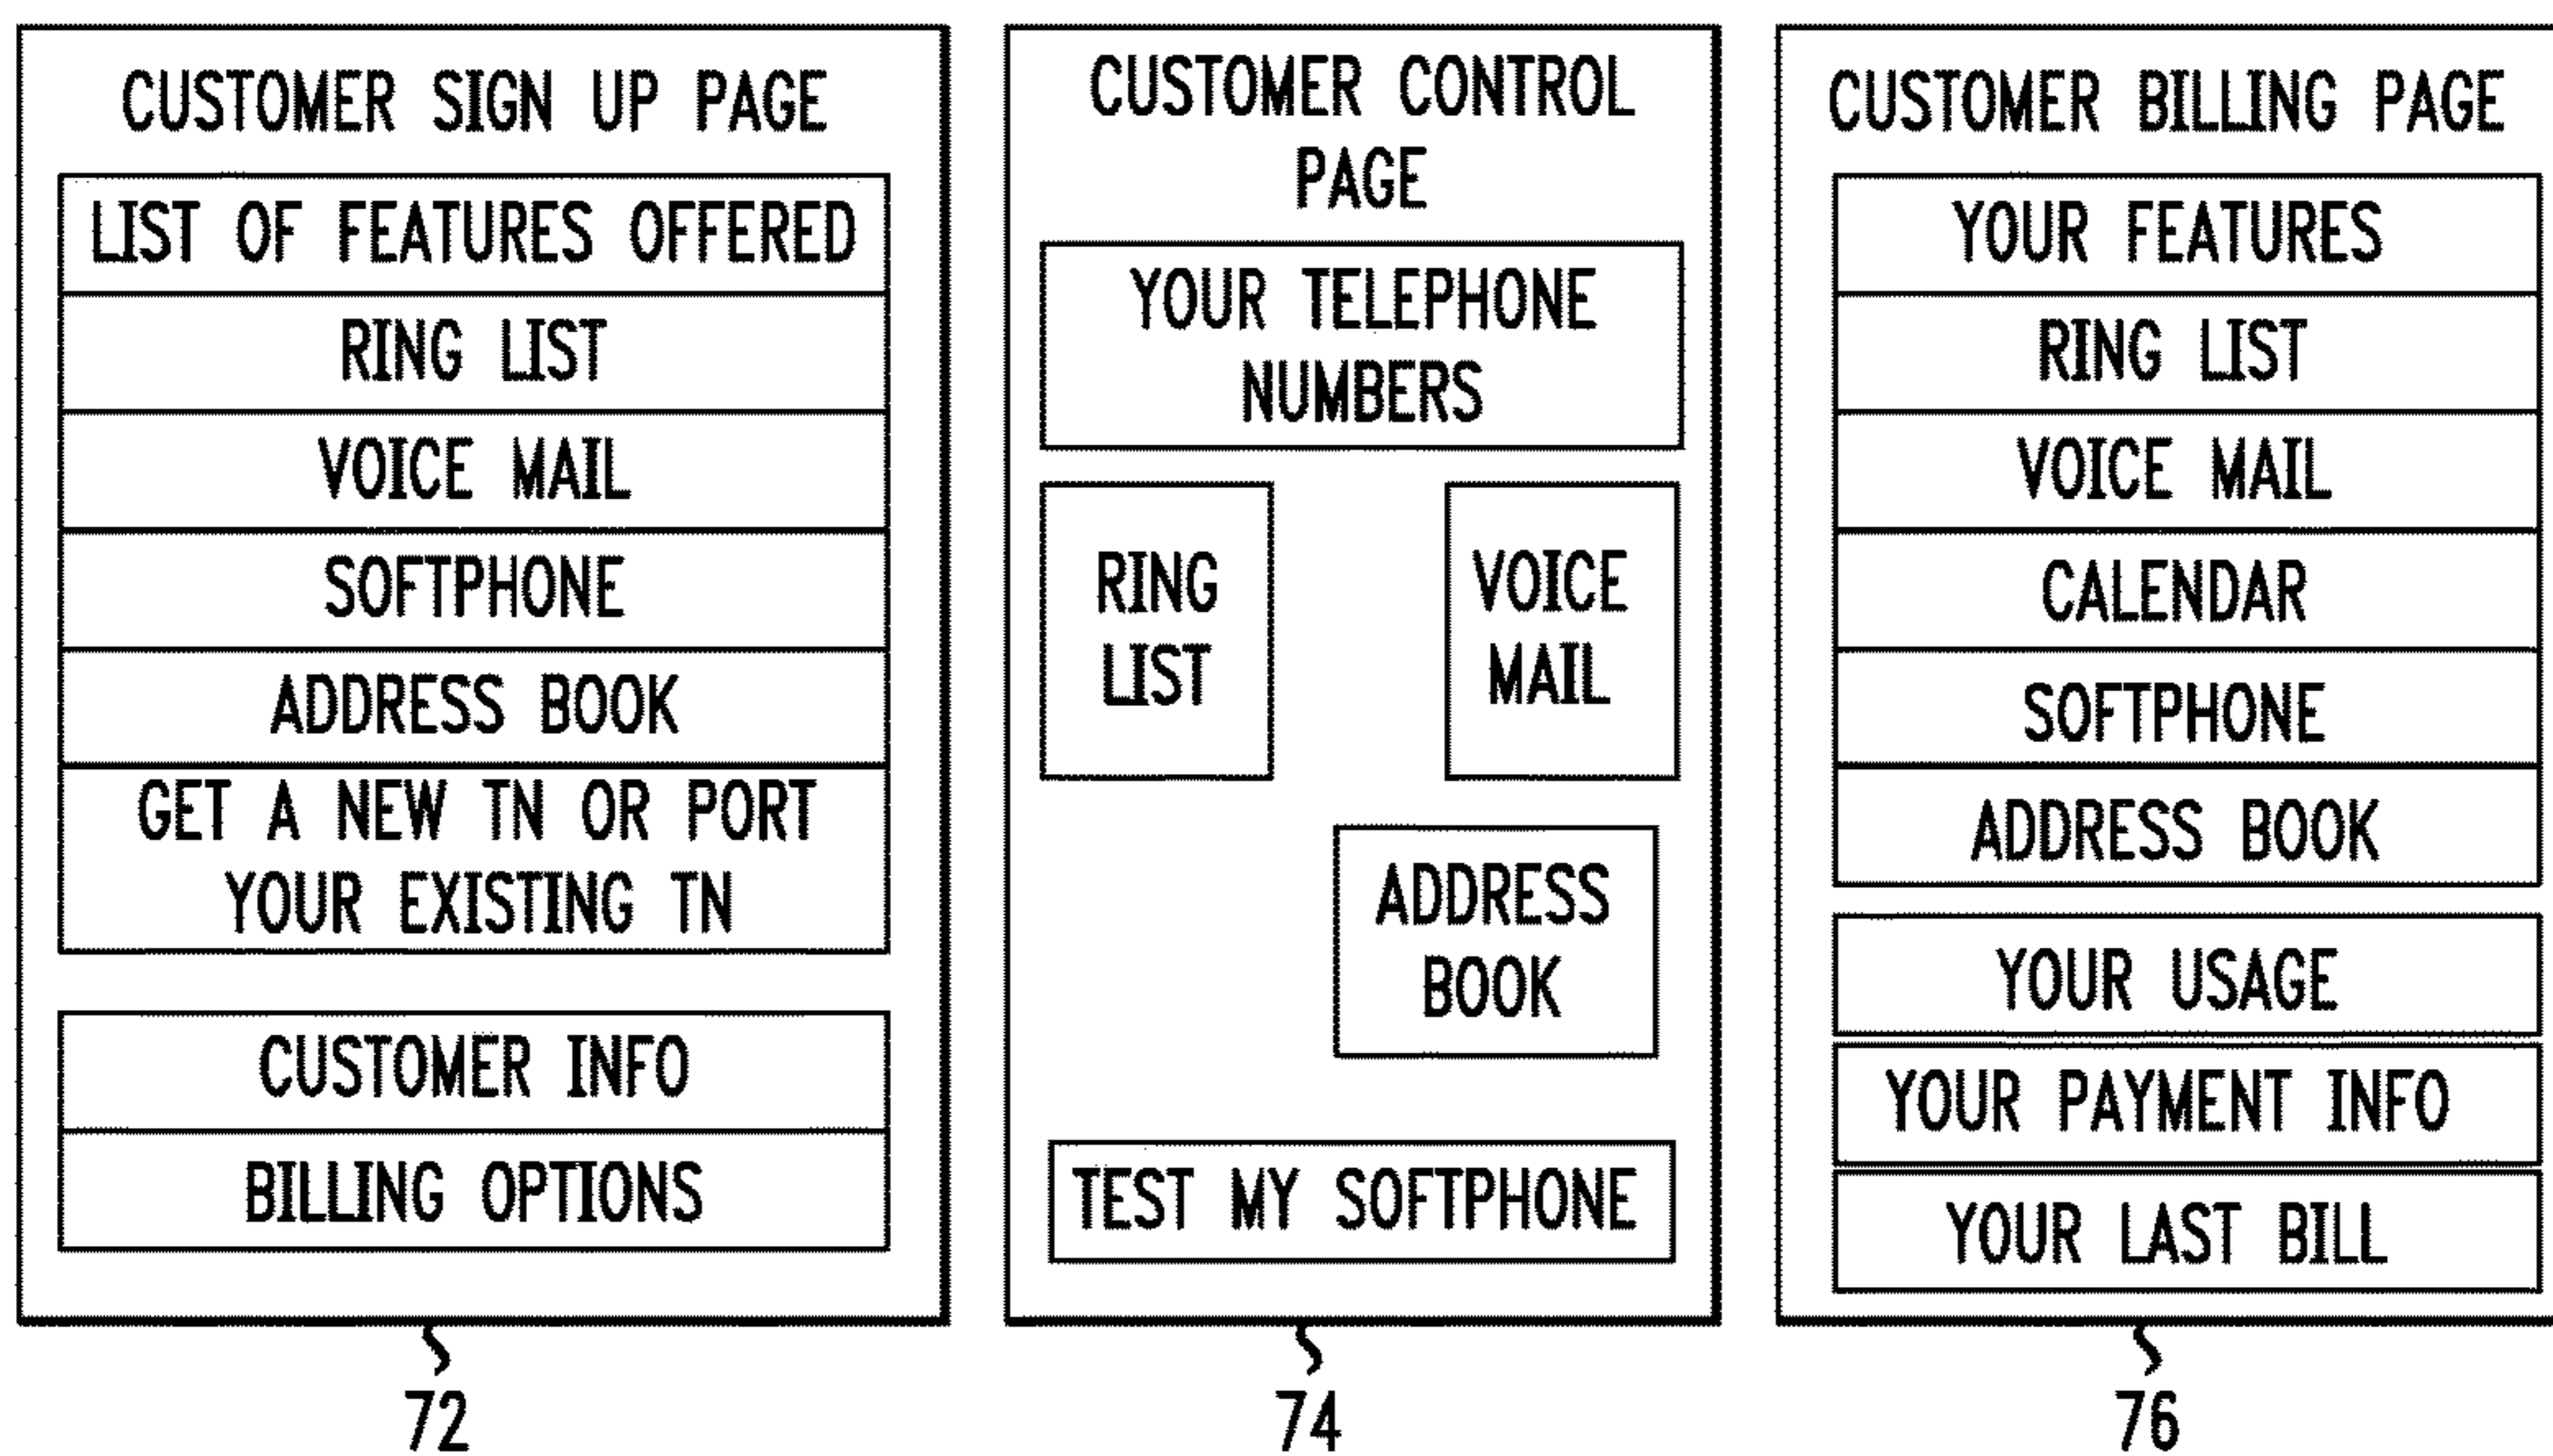 CUSTOMER SIGN UP PAGE
LIST OF FEATURES OFFERED
RING LIST
VOICE MAIL
SOFTPHONE
ADDRESS BOOK
GET A NEW TN OR PORT
YOUR EXISTING TN
CUSTOMER INFO
BILLING OPTIONS
72
CUSTOMER CONTROL
PAGE
YOUR TELEPHONE
NUMBERS
RING
LIST
VOICE
MAIL
ADDRESS
BOOK
TEST MY SOFTPHONE
74
CUSTOMER BILLING PAGE
YOUR FEATURES
RING LIST
VOICE MAIL
CALENDAR
SOFTPHONE
ADDRESS BOOK
YOUR USAGE
YOUR PAYMENT INFO
YOUR LAST BILL
76